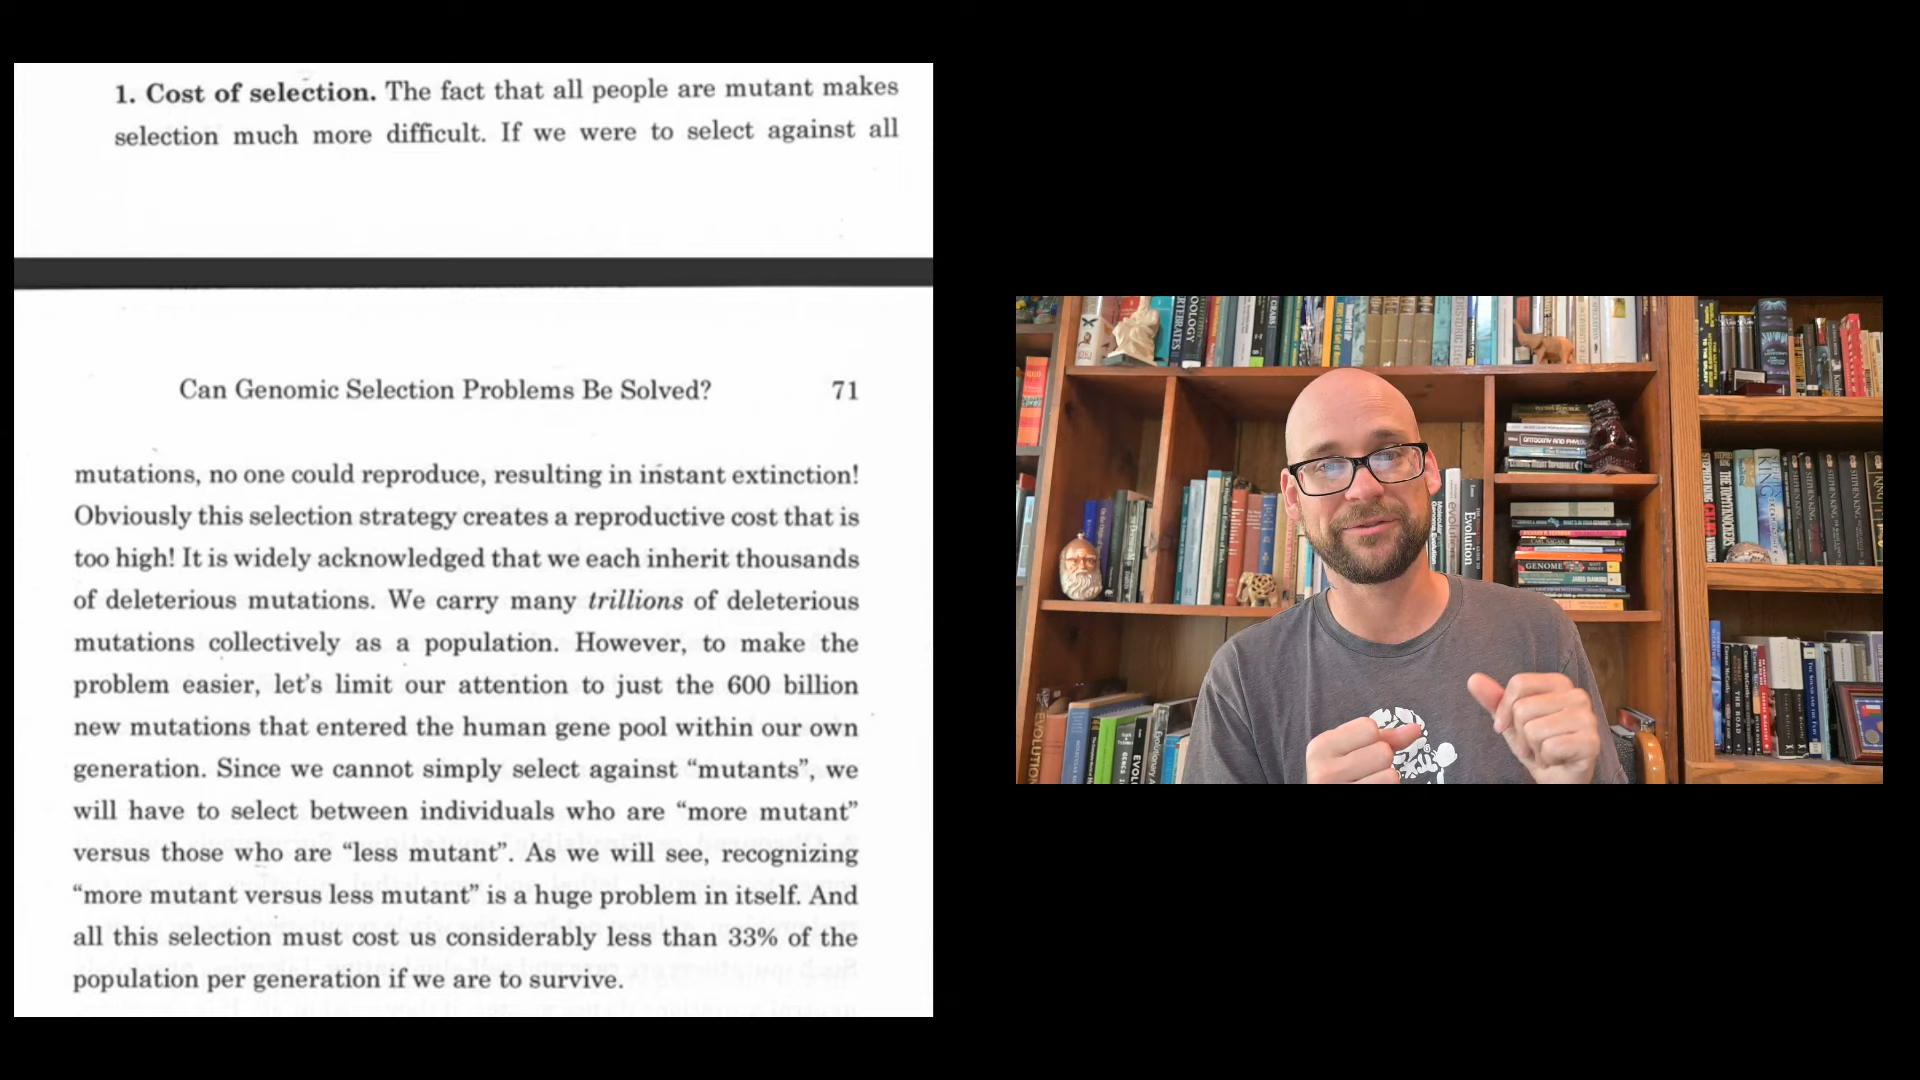 1. Cost of selection. The fact that all people are mutant makes
selection much more difficult. If we were to select against all
Can Genomic Selection Problems Be Solved? 71
mutations, no one could reproduce, resulting in instant extinction!
Obviously this selection strategy creates a reproductive cost that is
too high! It is widely acknowledged that we each inherit thousands
of deleterious mutations. We carry many trillions of deleterious
mutations collectively as a population. However, to make the
problem easier, let's limit our attention to just the 600 billion
new mutations that entered the human gene pool within our own
generation. Since we cannot simply select against “mutants”, we
will have to select between individuals who are “more mutant”
versus those who are “less mutant”. As we will see, recognizing
“more mutant versus less mutant” is a huge problem in itself. And
all this selection must cost us considerably less than 33% of the
population per generation if we are to survive.
CRABS
Evolution
GENOME
STEPHEN KING
THE TOMMYKNOCKERS
THE ROAD
EVOLUTION